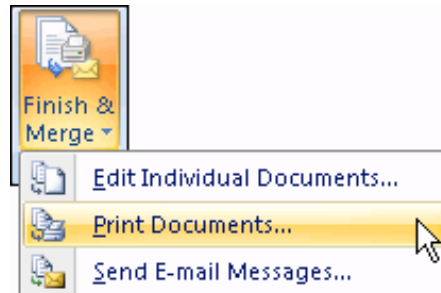 Finish &
Merge
Edit Individual Documents...
Print Documents...
Send E-mail Messages...